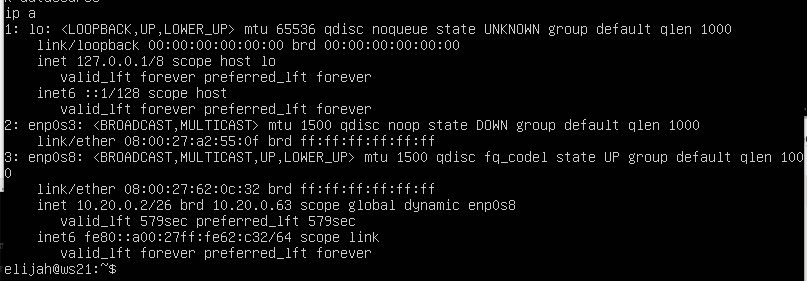 ip a
1: lo: <LOOPBACK,UP,LOWER_UP> mtu 65536 qdisc noqueue state UNKNOWN group default qlen 1000
    link/loopback 00:00:00:00:00:00 brd 00:00:00:00:00:00
    inet 127.0.0.1/8 scope host lo
       valid_lft forever preferred_lft forever
    inet6 ::1/128 scope host
       valid_lft forever preferred_lft forever
2: enp0s3: <BROADCAST,MULTICAST> mtu 1500 qdisc noop state DOWN group default qlen 1000
    link/ether 08:00:27:a2:55:0f brd ff:ff:ff:ff:ff:ff
3: enp0s8: <BROADCAST,MULTICAST,UP,LOWER_UP> mtu 1500 qdisc fq_codel state UP group default qlen 100
0
    link/ether 08:00:27:62:0c:32 brd ff:ff:ff:ff:ff:ff
    inet 10.20.0.2/26 brd 10.20.0.63 scope global dynamic enp0s8
       valid_lft 579sec preferred_lft 579sec
    inet6 fe80::a00:27ff:fe62:c32/64 scope link
       valid_lft forever preferred_lft forever
elijah@ws21:~$